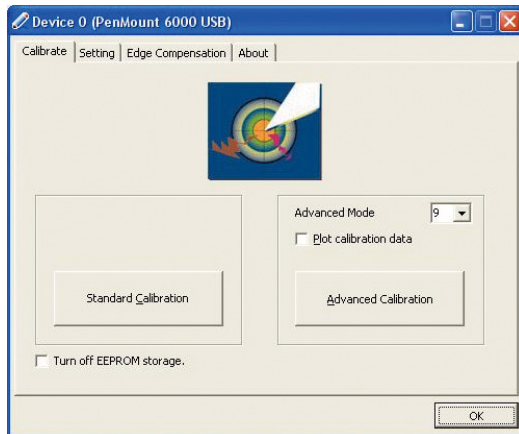 Device 0 (PenMount 6000 USB)
Calibrate Setting Edge Compensation About
Advanced Mode 9
Plot calibration data
Standard Calibration
Advanced Calibration
Turn off EEPROM storage.
OK